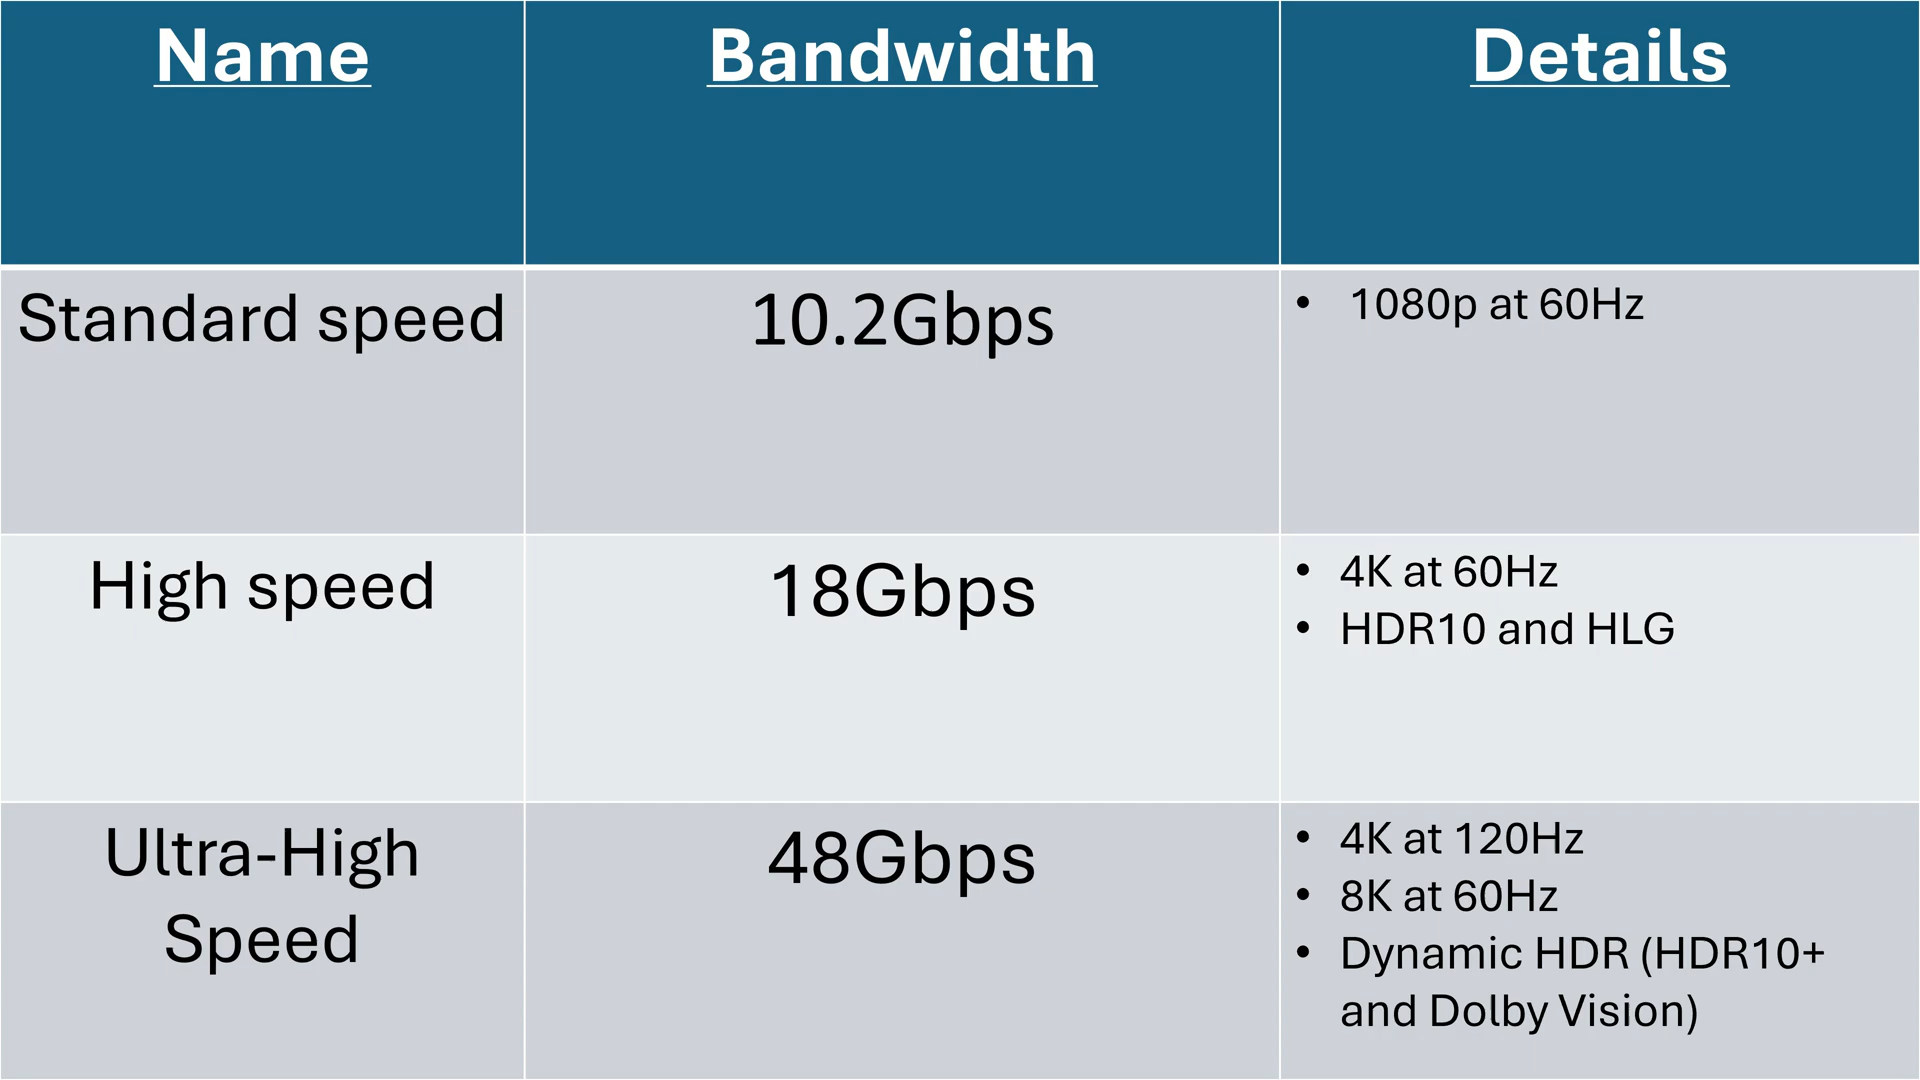 Name
Bandwidth
Details
Standard speed
10.2Gbps
• 1080p at 60Hz
High speed
18Gbps
• 4K at 60Hz
• HDR10 and HLG
Ultra-High
Speed
48Gbps
• 4K at 120Hz
• 8K at 60Hz
• Dynamic HDR (HDR10+
and Dolby Vision)